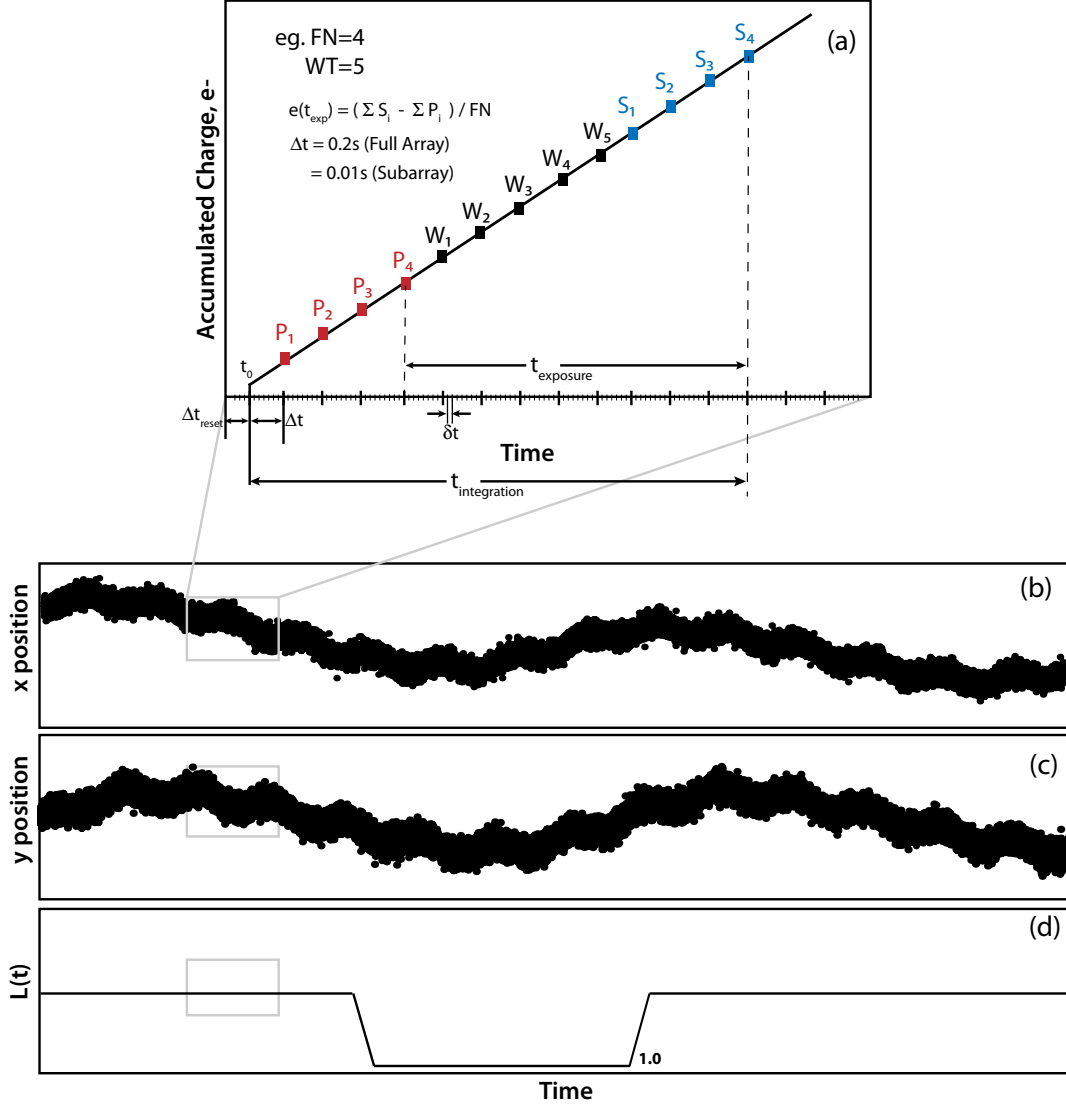 (a)
eg. FN=4
WT=5
e(t_exp) = ( Σ S_i - Σ P_i ) / FN
Δt = 0.2s (Full Array)
= 0.01s (Subarray)
Accumulated Charge, e-
P₁
P₂
P₃
P₄
W₁
W₂
W₃
W₄
W₅
S₁
S₂
S₃
S₄
t₀
t_exposure
Δt_reset
Δt
δt
Time
t_integration
(b)
x position
(c)
y position
(d)
L(t)
1.0
Time